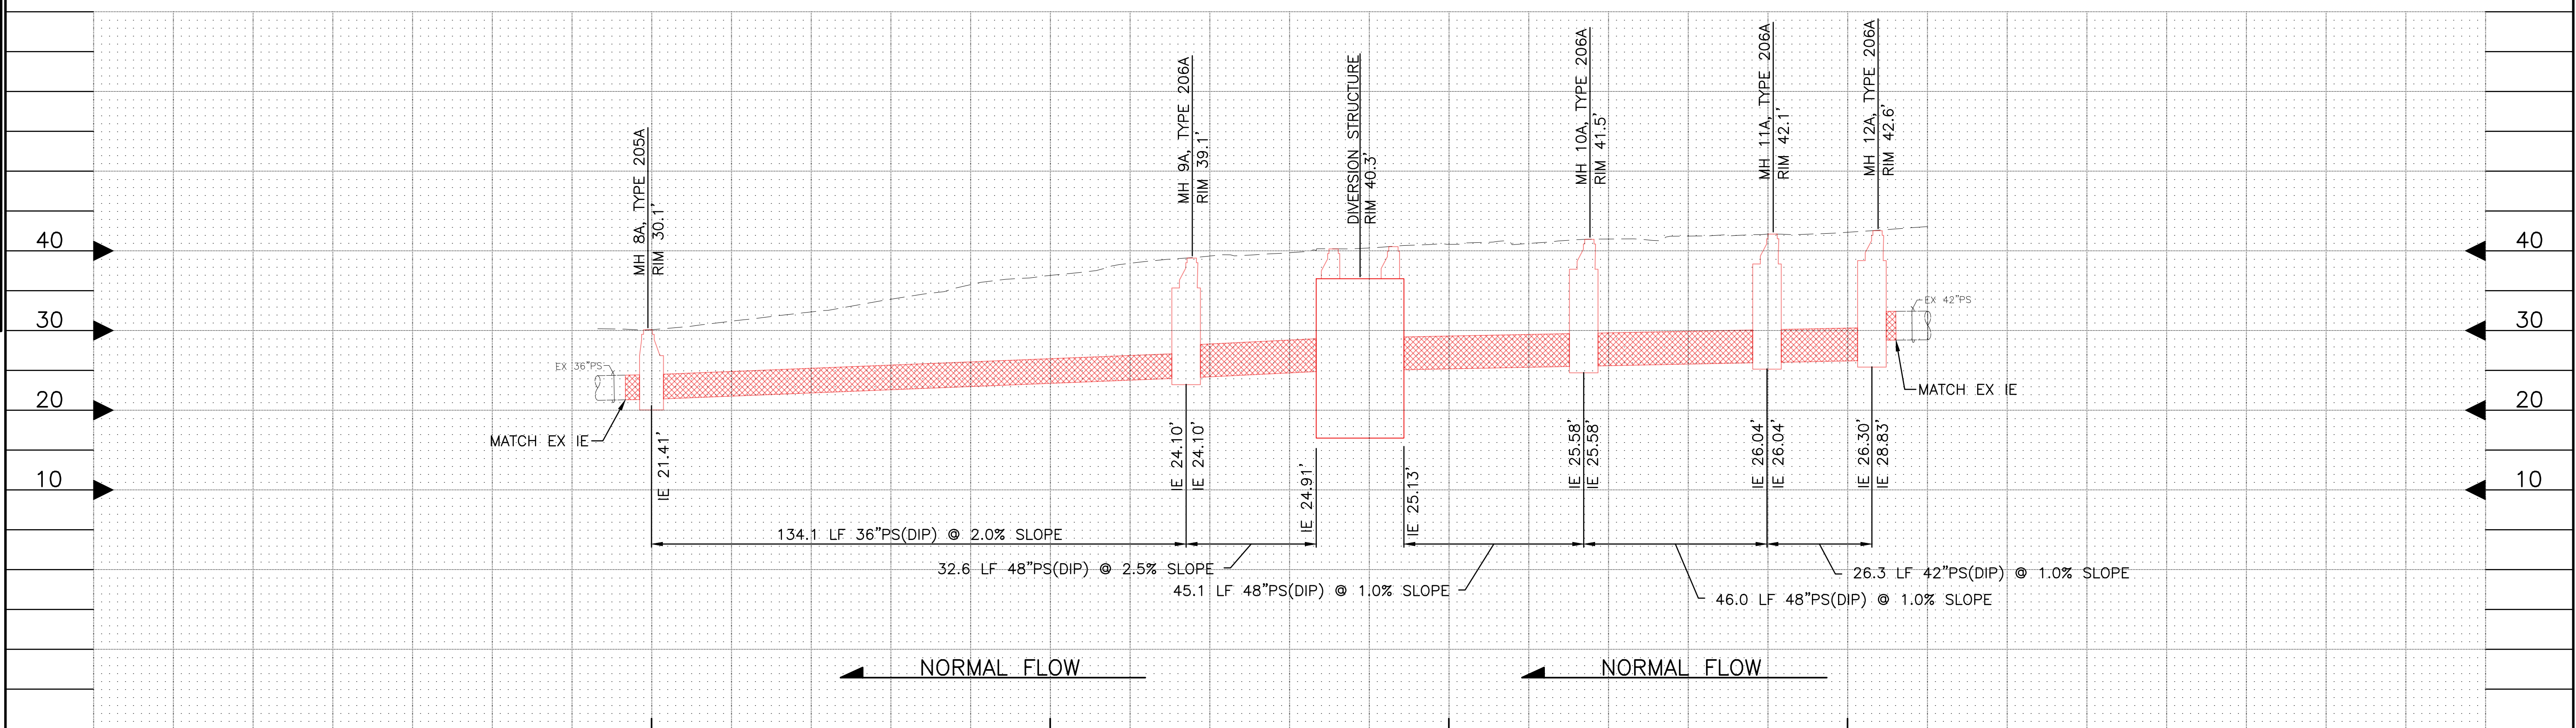 MH 8A, TYPE 205A
RIM 30.1'
MH 9A, TYPE 206A
RIM 39.1'
DIVERSION STRUCTURE
RIM 40.3'
MH 10A, TYPE 206A
RIM 41.5'
MH 11A, TYPE 206A
RIM 42.1'
MH 12A, TYPE 206A
RIM 42.6'
40
40
30
30
20
20
10
10
EX 36"PS
EX 42"PS
MATCH EX IE
MATCH EX IE
IE 21.41'
IE 24.10'
IE 24.10'
IE 24.91'
IE 25.13'
IE 25.58'
IE 25.58'
IE 26.04'
IE 26.04'
IE 26.30'
IE 28.83'
134.1 LF 36"PS(DIP) @ 2.0% SLOPE
32.6 LF 48"PS(DIP) @ 2.5% SLOPE
45.1 LF 48"PS(DIP) @ 1.0% SLOPE
26.3 LF 42"PS(DIP) @ 1.0% SLOPE
46.0 LF 48"PS(DIP) @ 1.0% SLOPE
NORMAL FLOW
NORMAL FLOW